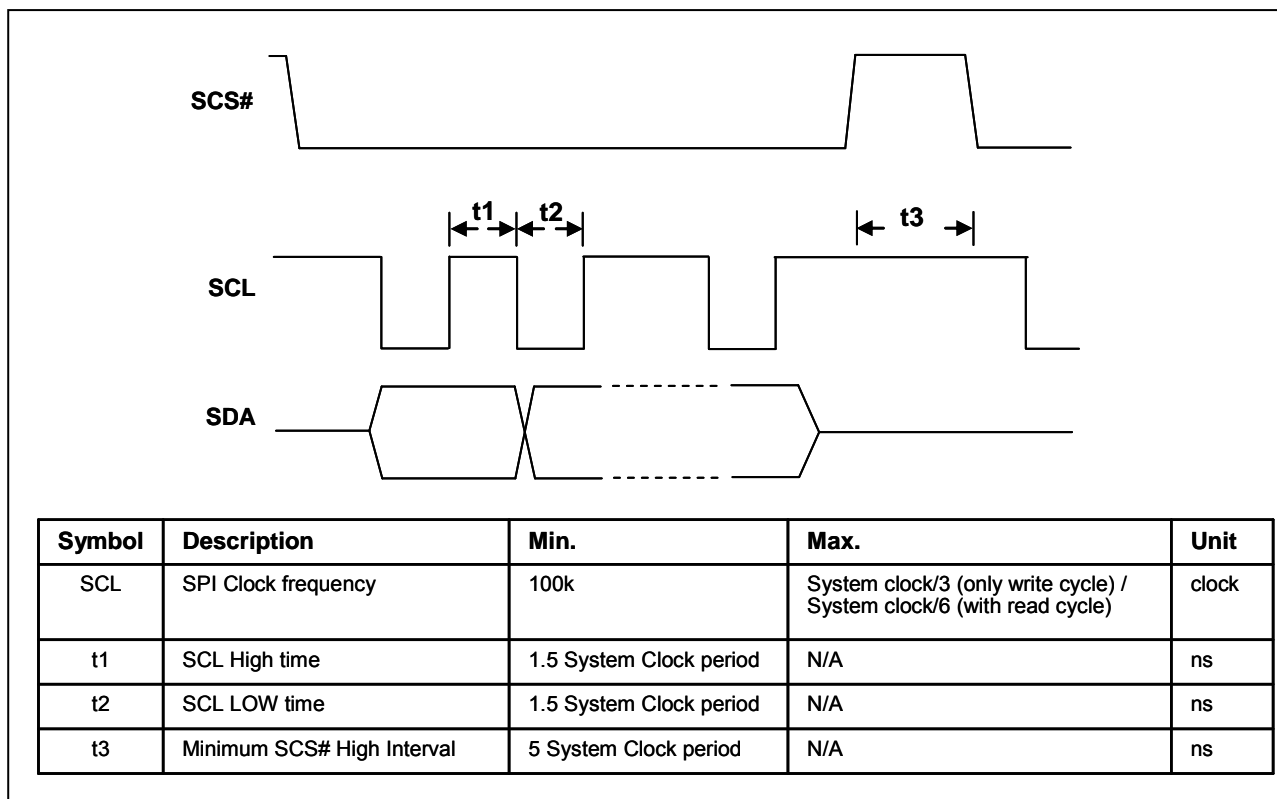 SCS#
t1 t2 t3
SCL
SDA
Symbol Description Min. Max. Unit
SCL SPI Clock frequency 100k System clock/3 (only write cycle) / clock
System clock/6 (with read cycle)
t1 SCL High time 1.5 System Clock period N/A ns
t2 SCL LOW time 1.5 System Clock period N/A ns
t3 Minimum SCS# High Interval 5 System Clock period N/A ns